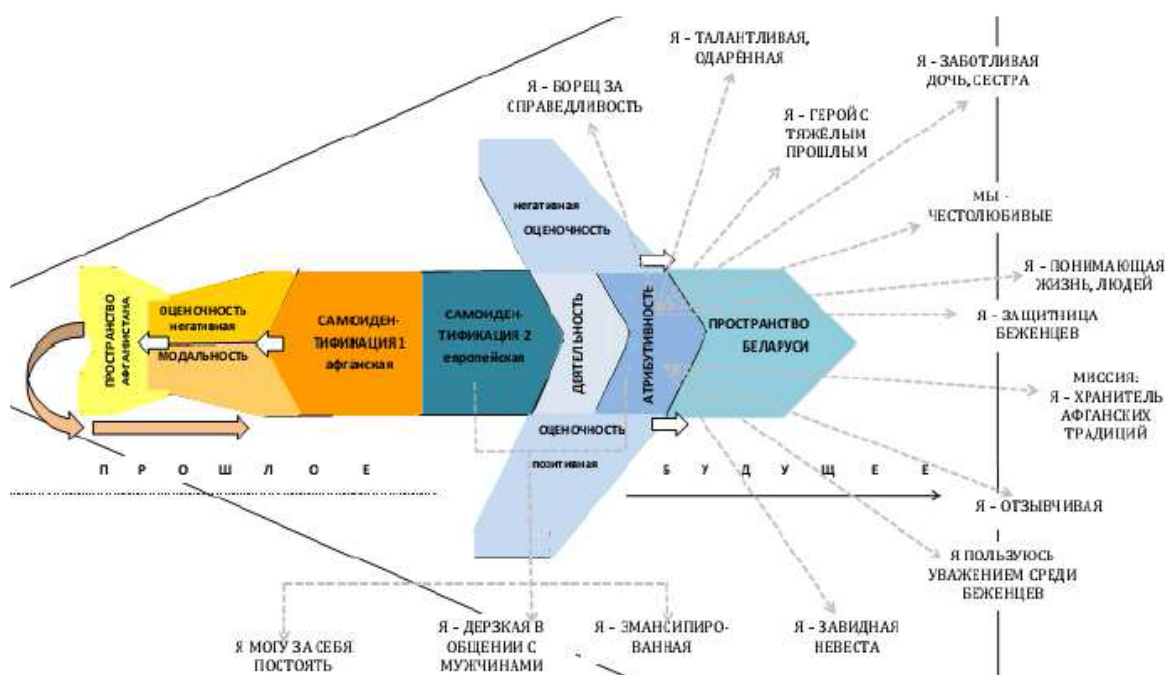 Я – ТАЛАНТЛИВАЯ,
ОДАРЁННАЯ
Я – ЗАБОТЛИВАЯ
ДОЧЬ, СЕСТРА
Я – БОРЕЦ ЗА
СПРАВЕДЛИВОСТЬ
Я – ГЕРОЙ С
ТЯЖЁЛЫМ
ПРОШЛЫМ
МЫ -
ЧЕСТОЛЮБИВЫЕ
Я – ПОНИМАЮЩАЯ
ЖИЗНЬ, ЛЮДЕЙ
Я – ЗАЩИТНИЦА
БЕЖЕНЦЕВ
МИССИЯ:
Я – ХРАНИТЕЛЬ
АФГАНСКИХ
ТРАДИЦИЙ
негативная
ОЦЕНОЧНОСТЬ
ПРОСТРАНСТВО
АФГАНИСТАНА
ОЦЕНОЧНОСТЬ
негативная
МОДАЛЬНОСТЬ
САМОИДЕН-
ТИФИКАЦИЯ 1
афганская
САМОИДЕН-
ТИФИКАЦИЯ 2
европейская
ДЕЯТЕЛЬНОСТЬ
АТРИБУТИВНОСТЬ
ПРОСТРАНСТВО
БЕЛАРУСИ
ОЦЕНОЧНОСТЬ
позитивная
П Р О Ш Л О Е
Б У Д У Щ Е Е
Я – ОТЗЫВЧИВАЯ
Я ПОЛЬЗУЮСЬ
УВАЖЕНИЕМ СРЕДИ
БЕЖЕНЦЕВ
Я МОГУ ЗА СЕБЯ
ПОСТОЯТЬ
Я – ДЕРЗКАЯ В
ОБЩЕНИИ С
МУЖЧИНАМИ
Я – ЭМАНСИПИРО-
ВАННАЯ
Я – ЗАВИДНАЯ
НЕВЕСТА